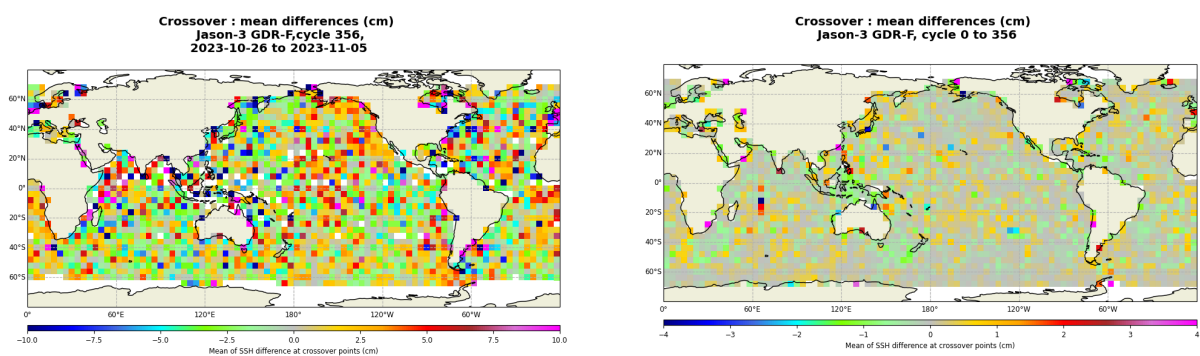 Crossover : mean differences (cm)
Jason-3 GDR-F,cycle 356,
2023-10-26 to 2023-11-05
60°N
40°N
20°N
0°
20°S
40°S
60°S
0°
60°E
120°E
180°
120°W
60°W
−10.0
−7.5
−5.0
−2.5
0.0
2.5
5.0
7.5
10.0
Mean of SSH difference at crossover points (cm)
Crossover : mean differences (cm)
Jason-3 GDR-F, cycle 0 to 356
60°N
40°N
20°N
0°
20°S
40°S
60°S
0°
60°E
120°E
180°
120°W
60°W
−4
−3
−2
−1
0
1
2
3
4
Mean of SSH difference at crossover points (cm)